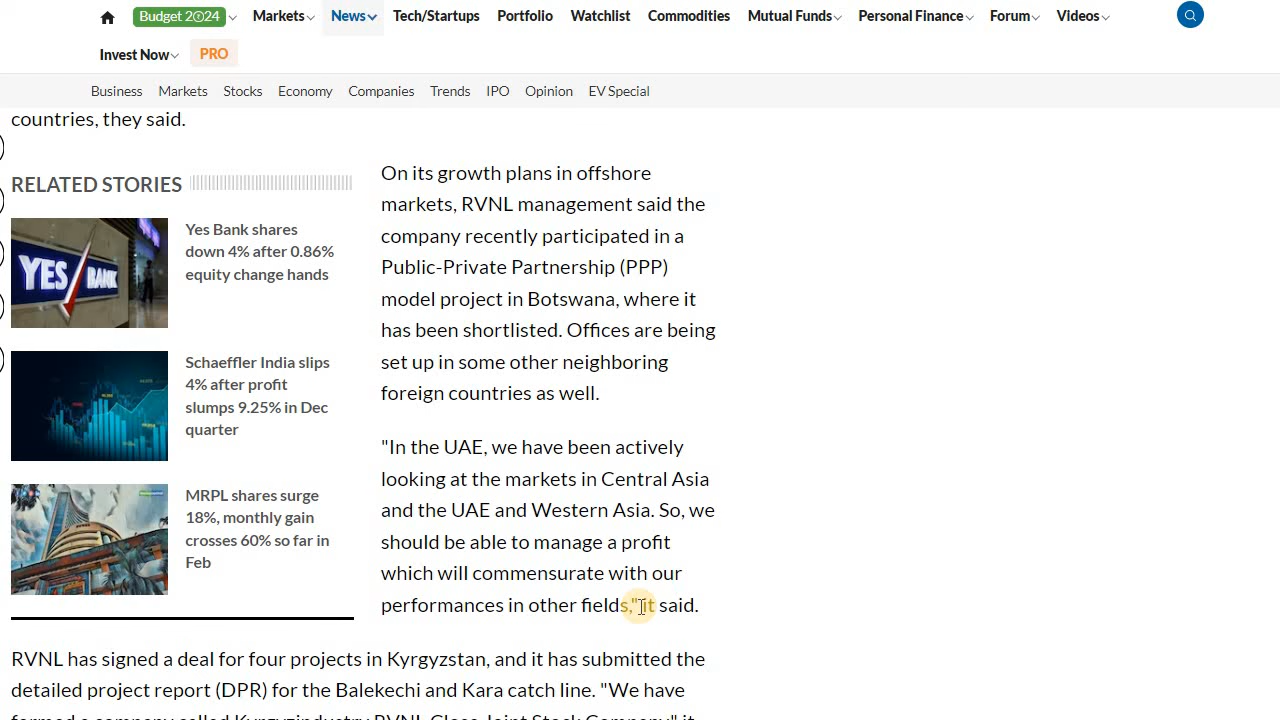 Budget 2024
Markets
News
Tech/Startups
Portfolio
Watchlist
Commodities
Mutual Funds
Personal Finance
Forum
Videos
Invest Now
PRO
Business
Markets
Stocks
Economy
Companies
Trends
IPO
Opinion
EV Special
countries, they said.
RELATED STORIES
YES BANK
Yes Bank shares
down 4% after 0.86%
equity change hands
Schaeffler India slips
4% after profit
slumps 9.25% in Dec
quarter
MRPL shares surge
18%, monthly gain
crosses 60% so far in
Feb
On its growth plans in offshore
markets, RVNL management said the
company recently participated in a
Public-Private Partnership (PPP)
model project in Botswana, where it
has been shortlisted. Offices are being
set up in some other neighboring
foreign countries as well.
"In the UAE, we have been actively
looking at the markets in Central Asia
and the UAE and Western Asia. So, we
should be able to manage a profit
which will commensurate with our
performances in other fields," it said.
RVNL has signed a deal for four projects in Kyrgyzstan, and it has submitted the
detailed project report (DPR) for the Balekechi and Kara catch line. "We have
formed a company called Kyrgyzindustry RVNL Close Joint Stock Company," it